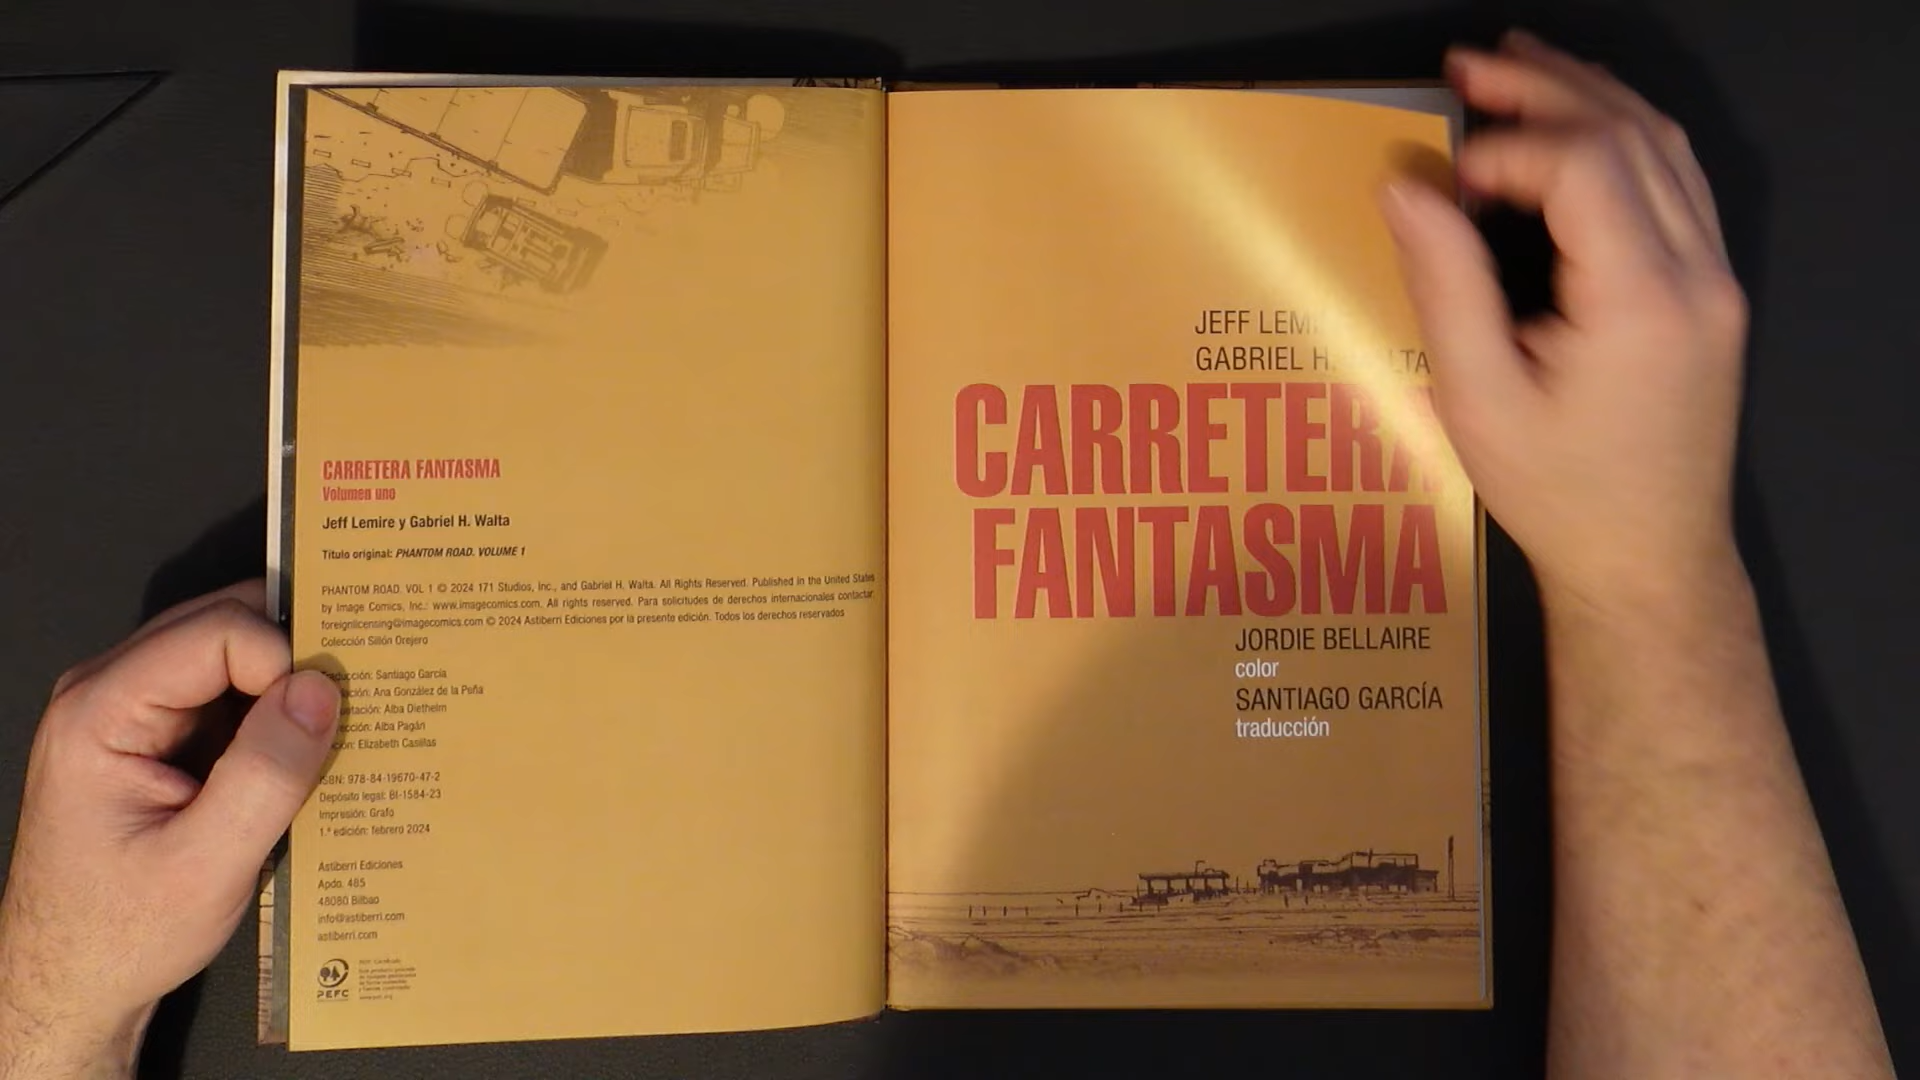 CARRETERA FANTASMA
Volumen uno
Jeff Lemire y Gabriel H. Walta
Título original: PHANTOM ROAD. VOLUME 1
PHANTOM ROAD. VOL 1 © 2024 171 Studios, Inc., and Gabriel H. Walta. All Rights Reserved. Published in the United States
by Image Comics, Inc.: www.imagecomics.com. All rights reserved. Para solicitudes de derechos internacionales contactar:
foreignlicensing@imagecomics.com © 2024 Astiberri Ediciones por la presente edición. Todos los derechos reservados
Colección Sillón Orejero
Santiago García
Ana González de la Peña
Alba Diethelm
Alba Pagán
Elizabeth Casillas
ISBN: 978-84-19670-47-2
Depósito legal: BI-1584-23
Impresión: Grafo
1.ª edición: febrero 2024
Astiberri Ediciones
Apdo. 485
48080 Bilbao
info@astiberri.com
astiberri.com
PEFC
JEFF
GABRIEL H.
CARRETERA
FANTASMA
JORDIE BELLAIRE
color
SANTIAGO GARCÍA
traducción